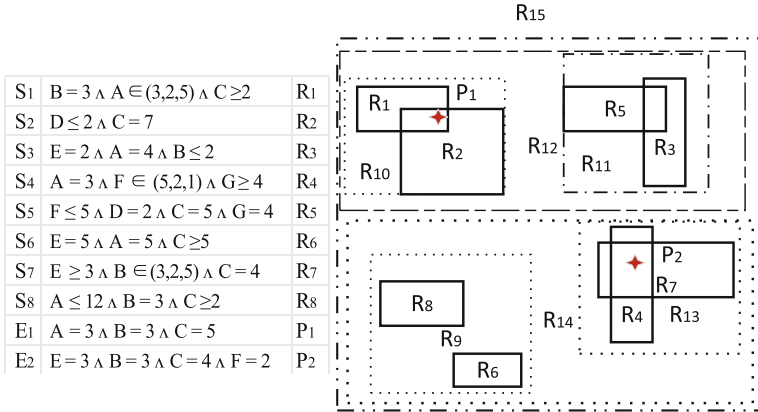 S1 B = 3 ∧ A ∈ (3,2,5) ∧ C ≥2 R1
S2 D ≤ 2 ∧ C = 7 R2
S3 E = 2 ∧ A = 4 ∧ B ≤ 2 R3
S4 A = 3 ∧ F ∈ (5,2,1) ∧ G ≥ 4 R4
S5 F ≤ 5 ∧ D = 2 ∧ C = 5 ∧ G = 4 R5
S6 E = 5 ∧ A = 5 ∧ C ≥5 R6
S7 E ≥ 3 ∧ B ∈ (3,2,5) ∧ C = 4 R7
S8 A ≤ 12 ∧ B = 3 ∧ C ≥2 R8
E1 A = 3 ∧ B = 3 ∧ C = 5 P1
E2 E = 3 ∧ B = 3 ∧ C = 4 ∧ F = 2 P2
R15
R1 P1 R5
R2 R12 R3
R10 R11
P2
R7
R8 R14 R4 R13
R9
R6